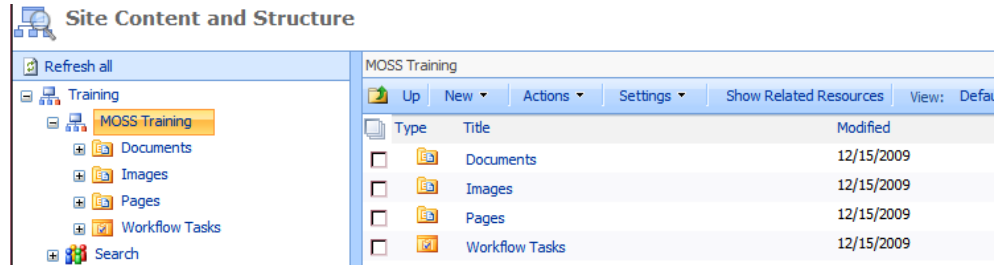 Site Content and Structure
Refresh all
Training
MOSS Training
Documents
Images
Pages
Workflow Tasks
Search
MOSS Training
Up New Actions Settings Show Related Resources View: Defau
Type Title Modified
Documents 12/15/2009
Images 12/15/2009
Pages 12/15/2009
Workflow Tasks 12/15/2009